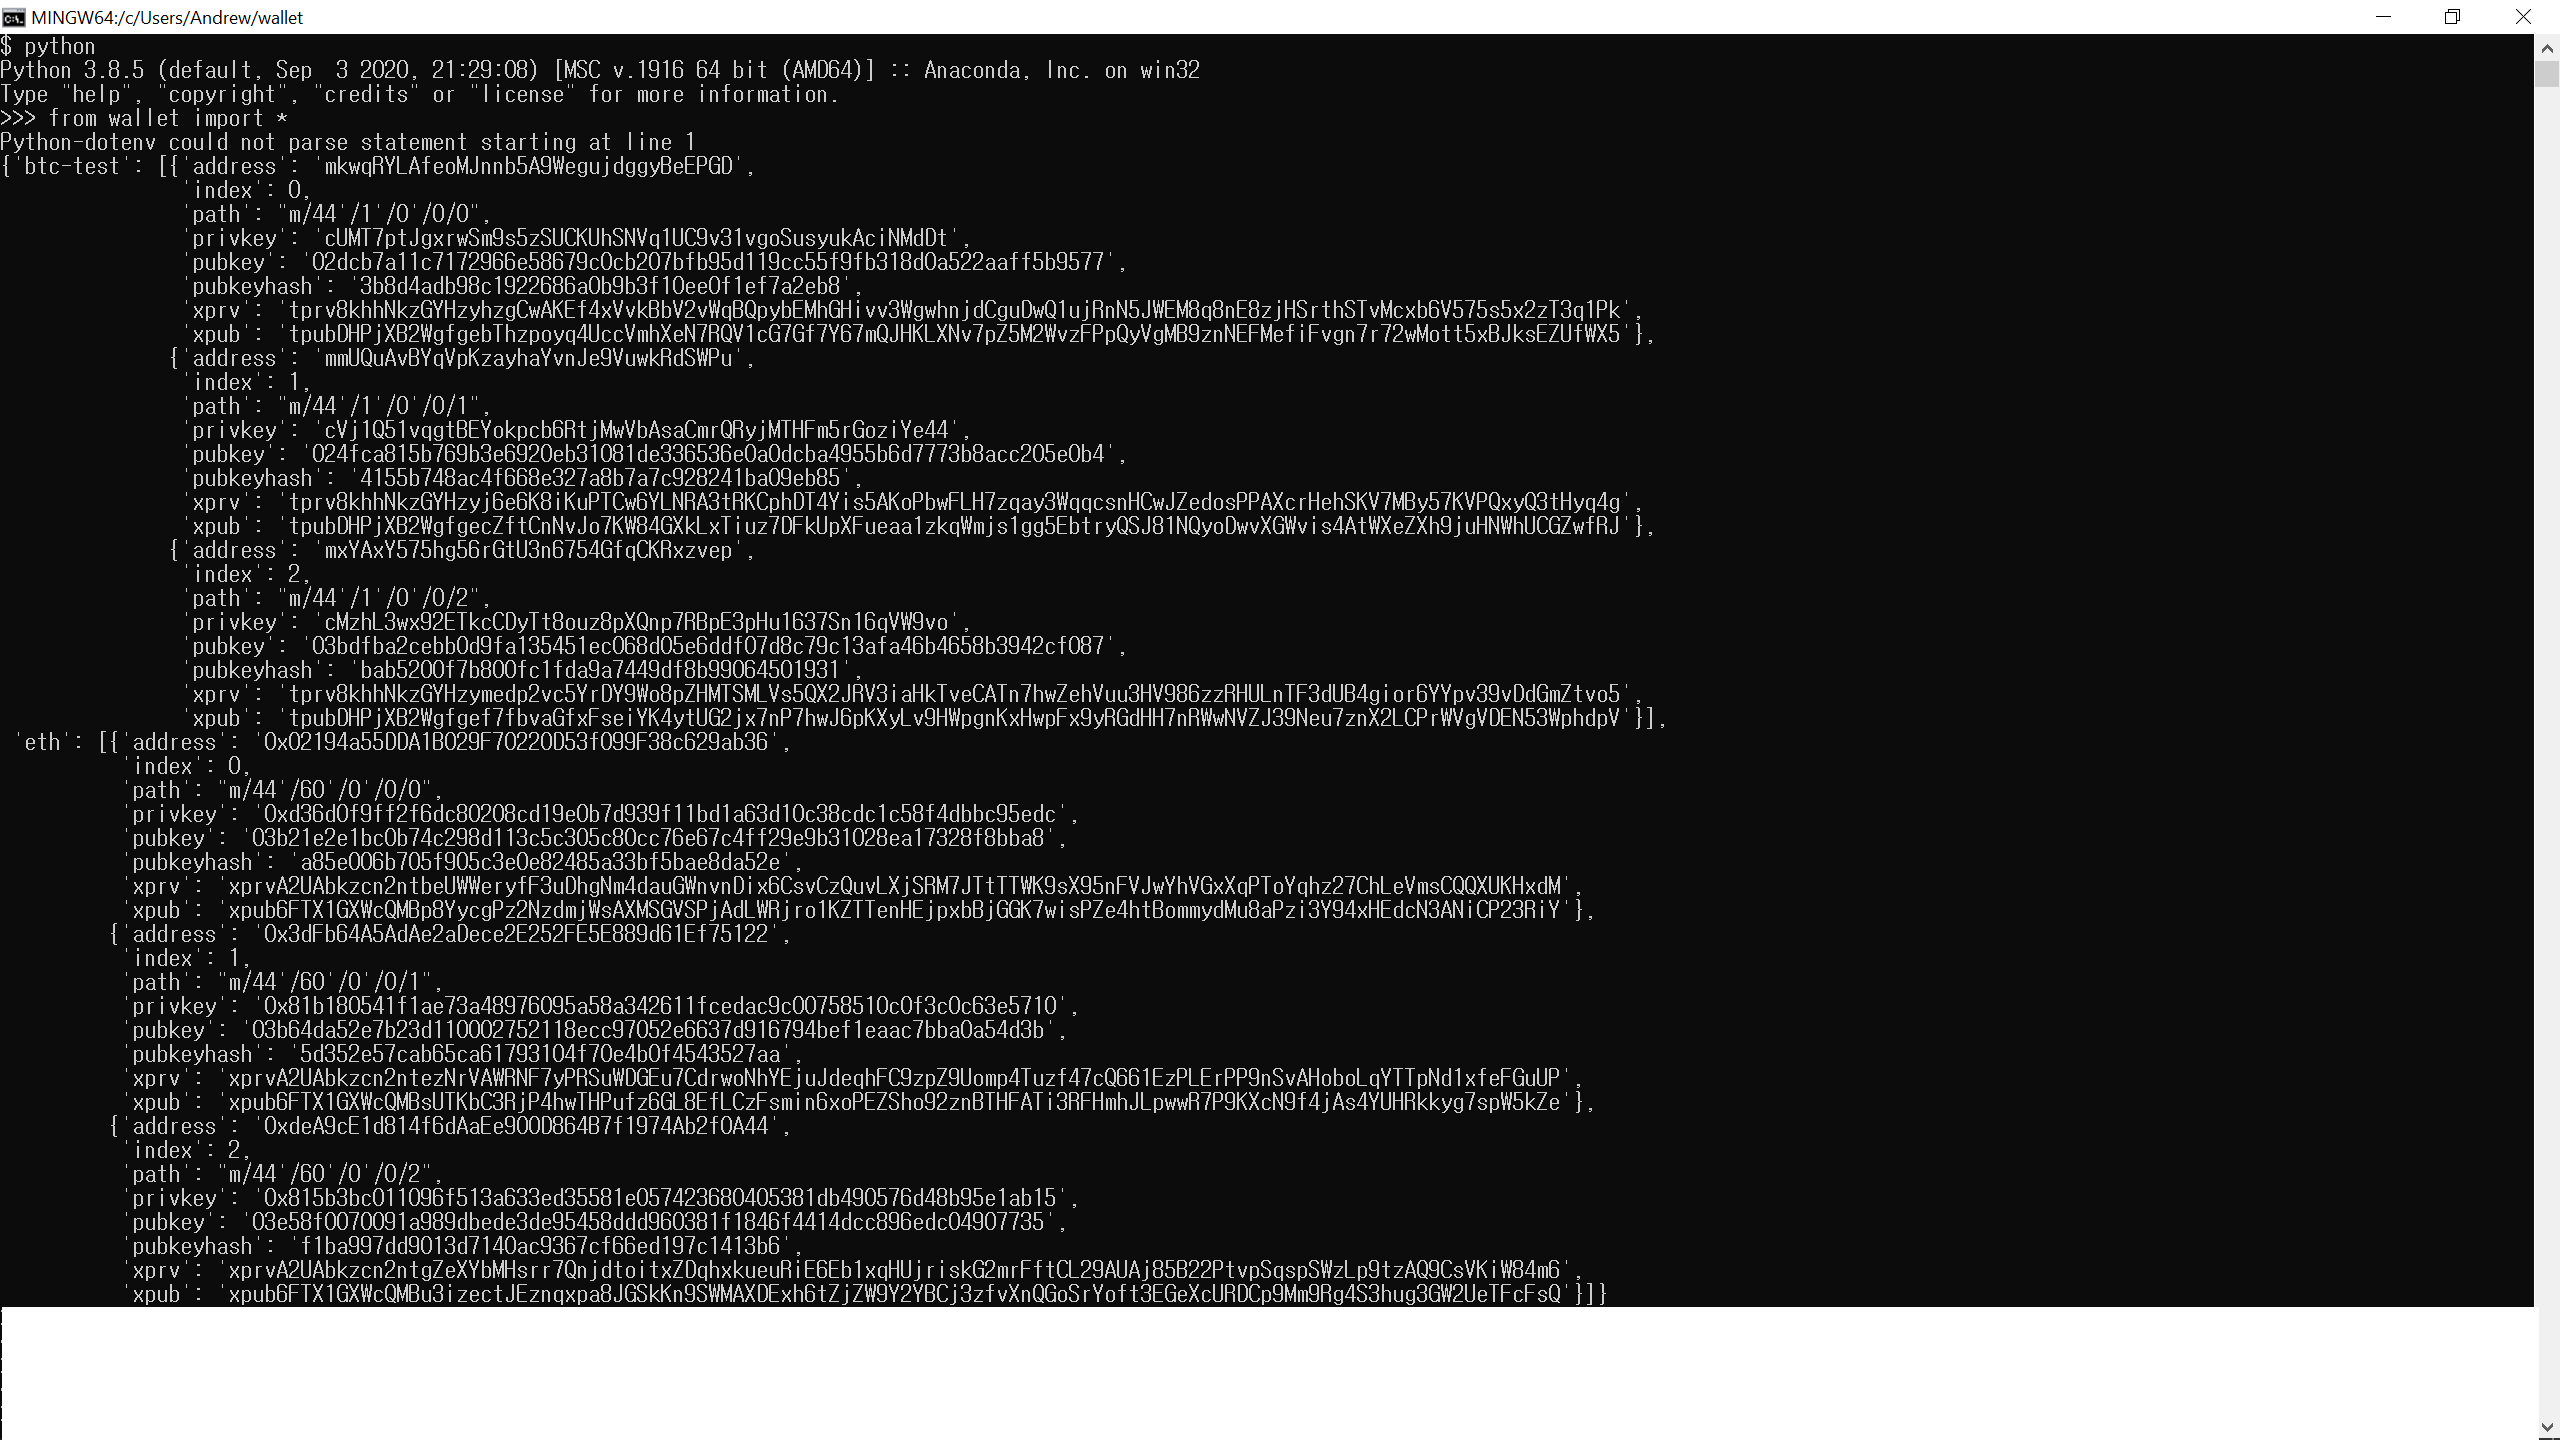 MINGW64:/c/Users/Andrew/wallet
$ python
Python 3.8.5 (default, Sep  3 2020, 21:29:08) [MSC v.1916 64 bit (AMD64)] :: Anaconda, Inc. on win32
Type "help", "copyright", "credits" or "license" for more information.
>>> from wallet import *
Python-dotenv could not parse statement starting at line 1
{'btc-test': [{'address': 'mkwqRYLAfeoMJnnb5A9WegujdggyBeEPGD',
'index': 0,
'path': "m/44'/1'/0'/0/0",
'privkey': 'cUMT7ptJgxrwSm9s5zSUCKUhSNVq1UC9v31vgoSusyukAciNMdDt',
'pubkey': '02dcb7a11c7172966e58679c0cb207bfb95d119cc55f9fb318d0a522aaff5b9577',
'pubkeyhash': '3b8d4adb98c1922686a0b9b3f10ee0f1ef7a2eb8',
'xprv': 'tprv8khhNkzGYHzyhzgCwAKEf4xVvkBbV2vWqBQpybEMhGHivv3WgwhnjdCguDwQ1ujRnN5JWEM8q8nE8zjHSrthSTvMcxb6V575s5x2zT3q1Pk',
'xpub': 'tpubDHPjXB2WgfgebThzpoyq4UccVmhXeN7RQV1cG7Gf7Y67mQJHKLXNv7pZ5M2WvzFPpQyVgMB9znNEFMefiFvgn7r72wMott5xBJksEZUfWX5'},
{'address': 'mmUQuAvBYqVpKzayhaYvnJe9VuwkRdSWPu',
'index': 1,
'path': "m/44'/1'/0'/0/1",
'privkey': 'cVj1Q51vqgtBEYokpcb6RtjMwVbAsaCmrQRyjMTHFm5rGoziYe44',
'pubkey': '024fca815b769b3e6920eb31081de336536e0a0dcba4955b6d7773b8acc205e0b4',
'pubkeyhash': '4155b748ac4f668e327a8b7a7c928241ba09eb85',
'xprv': 'tprv8khhNkzGYHzyj6e6K8iKuPTCw6YLNRA3tRKCphDT4Yis5AKoPbwFLH7zqay3WqqcsnHCwJZedosPPAXcrHehSKV7MBy57KVPQxyQ3tHyq4g',
'xpub': 'tpubDHPjXB2WgfgecZftCnNvJo7KW84GXkLxTiuz7DFkUpXFueaa1zkqWmjs1gg5EbtryQSJ81NQyoDwvXGWvis4AtWXeZXh9juHNWhUCGZwfRJ'},
{'address': 'mxYAxY575hg56rGtU3n6754GfqCKRxzvep',
'index': 2,
'path': "m/44'/1'/0'/0/2",
'privkey': 'cMzhL3wx92ETkcCDyTt8ouz8pXQnp7RBpE3pHu1637Sn16qVW9vo',
'pubkey': '03bdfba2cebb0d9fa135451ec068d05e6ddf07d8c79c13afa46b4658b3942cf087',
'pubkeyhash': 'bab5200f7b800fc1fda9a7449df8b99064501931',
'xprv': 'tprv8khhNkzGYHzymedp2vc5YrDY9Wo8pZHMTSMLVs5QX2JRV3iaHkTveCATn7hwZehVuu3HV986zzRHULnTF3dUB4gior6YYpv39vDdGmZtvo5',
'xpub': 'tpubDHPjXB2Wgfgef7fbvaGfxFseiYK4ytUG2jx7nP7hwJ6pKXyLv9HWpgnKxHwpFx9yRGdHH7nRWwNVZJ39Neu7znX2LCPrWVgVDEN53WphdpV'}],
'eth': [{'address': '0x02194a55DDA1B029F70220D53f099F38c629ab36',
'index': 0,
'path': "m/44'/60'/0'/0/0",
'privkey': '0xd36d0f9ff2f6dc80208cd19e0b7d939f11bd1a63d10c38cdc1c58f4dbbc95edc',
'pubkey': '03b21e2e1bc0b74c298d113c5c305c80cc76e67c4ff29e9b31028ea17328f8bba8',
'pubkeyhash': 'a85e006b705f905c3e0e82485a33bf5bae8da52e',
'xprv': 'xprvA2UAbkzcn2ntbeUWWeryfF3uDhgNm4dauGWnvnDix6CsvCzQuvLXjSRM7JTtTTWK9sX95nFVJwYhVGxXqPToYqhz27ChLeVmsCQQXUKHxdM',
'xpub': 'xpub6FTX1GXWcQMBp8YycgPz2NzdmjWsAXMSGVSPjAdLWRjro1KZTTenHEjpxbBjGGK7wisPZe4htBommydMu8aPzi3Y94xHEdcN3ANiCP23RiY'},
{'address': '0x3dFb64A5AdAe2aDece2E252FE5E889d61Ef75122',
'index': 1,
'path': "m/44'/60'/0'/0/1",
'privkey': '0x81b180541f1ae73a48976095a58a342611fcedac9c00758510c0f3c0c63e5710',
'pubkey': '03b64da52e7b23d110002752118ecc97052e6637d916794bef1eaac7bba0a54d3b',
'pubkeyhash': '5d352e57cab65ca61793104f70e4b0f4543527aa',
'xprv': 'xprvA2UAbkzcn2ntezNrVAWRNF7yPRSuWDGEu7CdrwoNhYEjuJdeqhFC9zpZ9Uomp4Tuzf47cQ661EzPLErPP9nSvAHoboLqYTTpNd1xfeFGuUP',
'xpub': 'xpub6FTX1GXWcQMBsUTKbC3RjP4hwTHPufz6GL8EfLCzFsmin6xoPEZSho92znBTHFATi3RFHmhJLpwwR7P9KXcN9f4jAs4YUHRkkyg7spW5kZe'},
{'address': '0xdeA9cE1d814f6dAaEe900D864B7f1974Ab2f0A44',
'index': 2,
'path': "m/44'/60'/0'/0/2",
'privkey': '0x815b3bc011096f513a633ed35581e057423680405381db490576d48b95e1ab15',
'pubkey': '03e58f0070091a989dbede3de95458ddd960381f1846f4414dcc896edc04907735',
'pubkeyhash': 'f1ba997dd9013d7140ac9367cf66ed197c1413b6',
'xprv': 'xprvA2UAbkzcn2ntgZeXYbMHsrr7QnjdtoitxZDqhxkueuRiE6Eb1xqHUjriskG2mrFftCL29AUAj85B22PtvpSqspSWzLp9tzAQ9CsVKiW84m6',
'xpub': 'xpub6FTX1GXWcQMBu3izectJEznqxpa8JGSkKn9SWMAXDExh6tZjZW9Y2YBCj3zfvXnQGoSrYoft3EGeXcURDCp9Mm9Rg4S3hug3GW2UeTFcFsQ'}]}